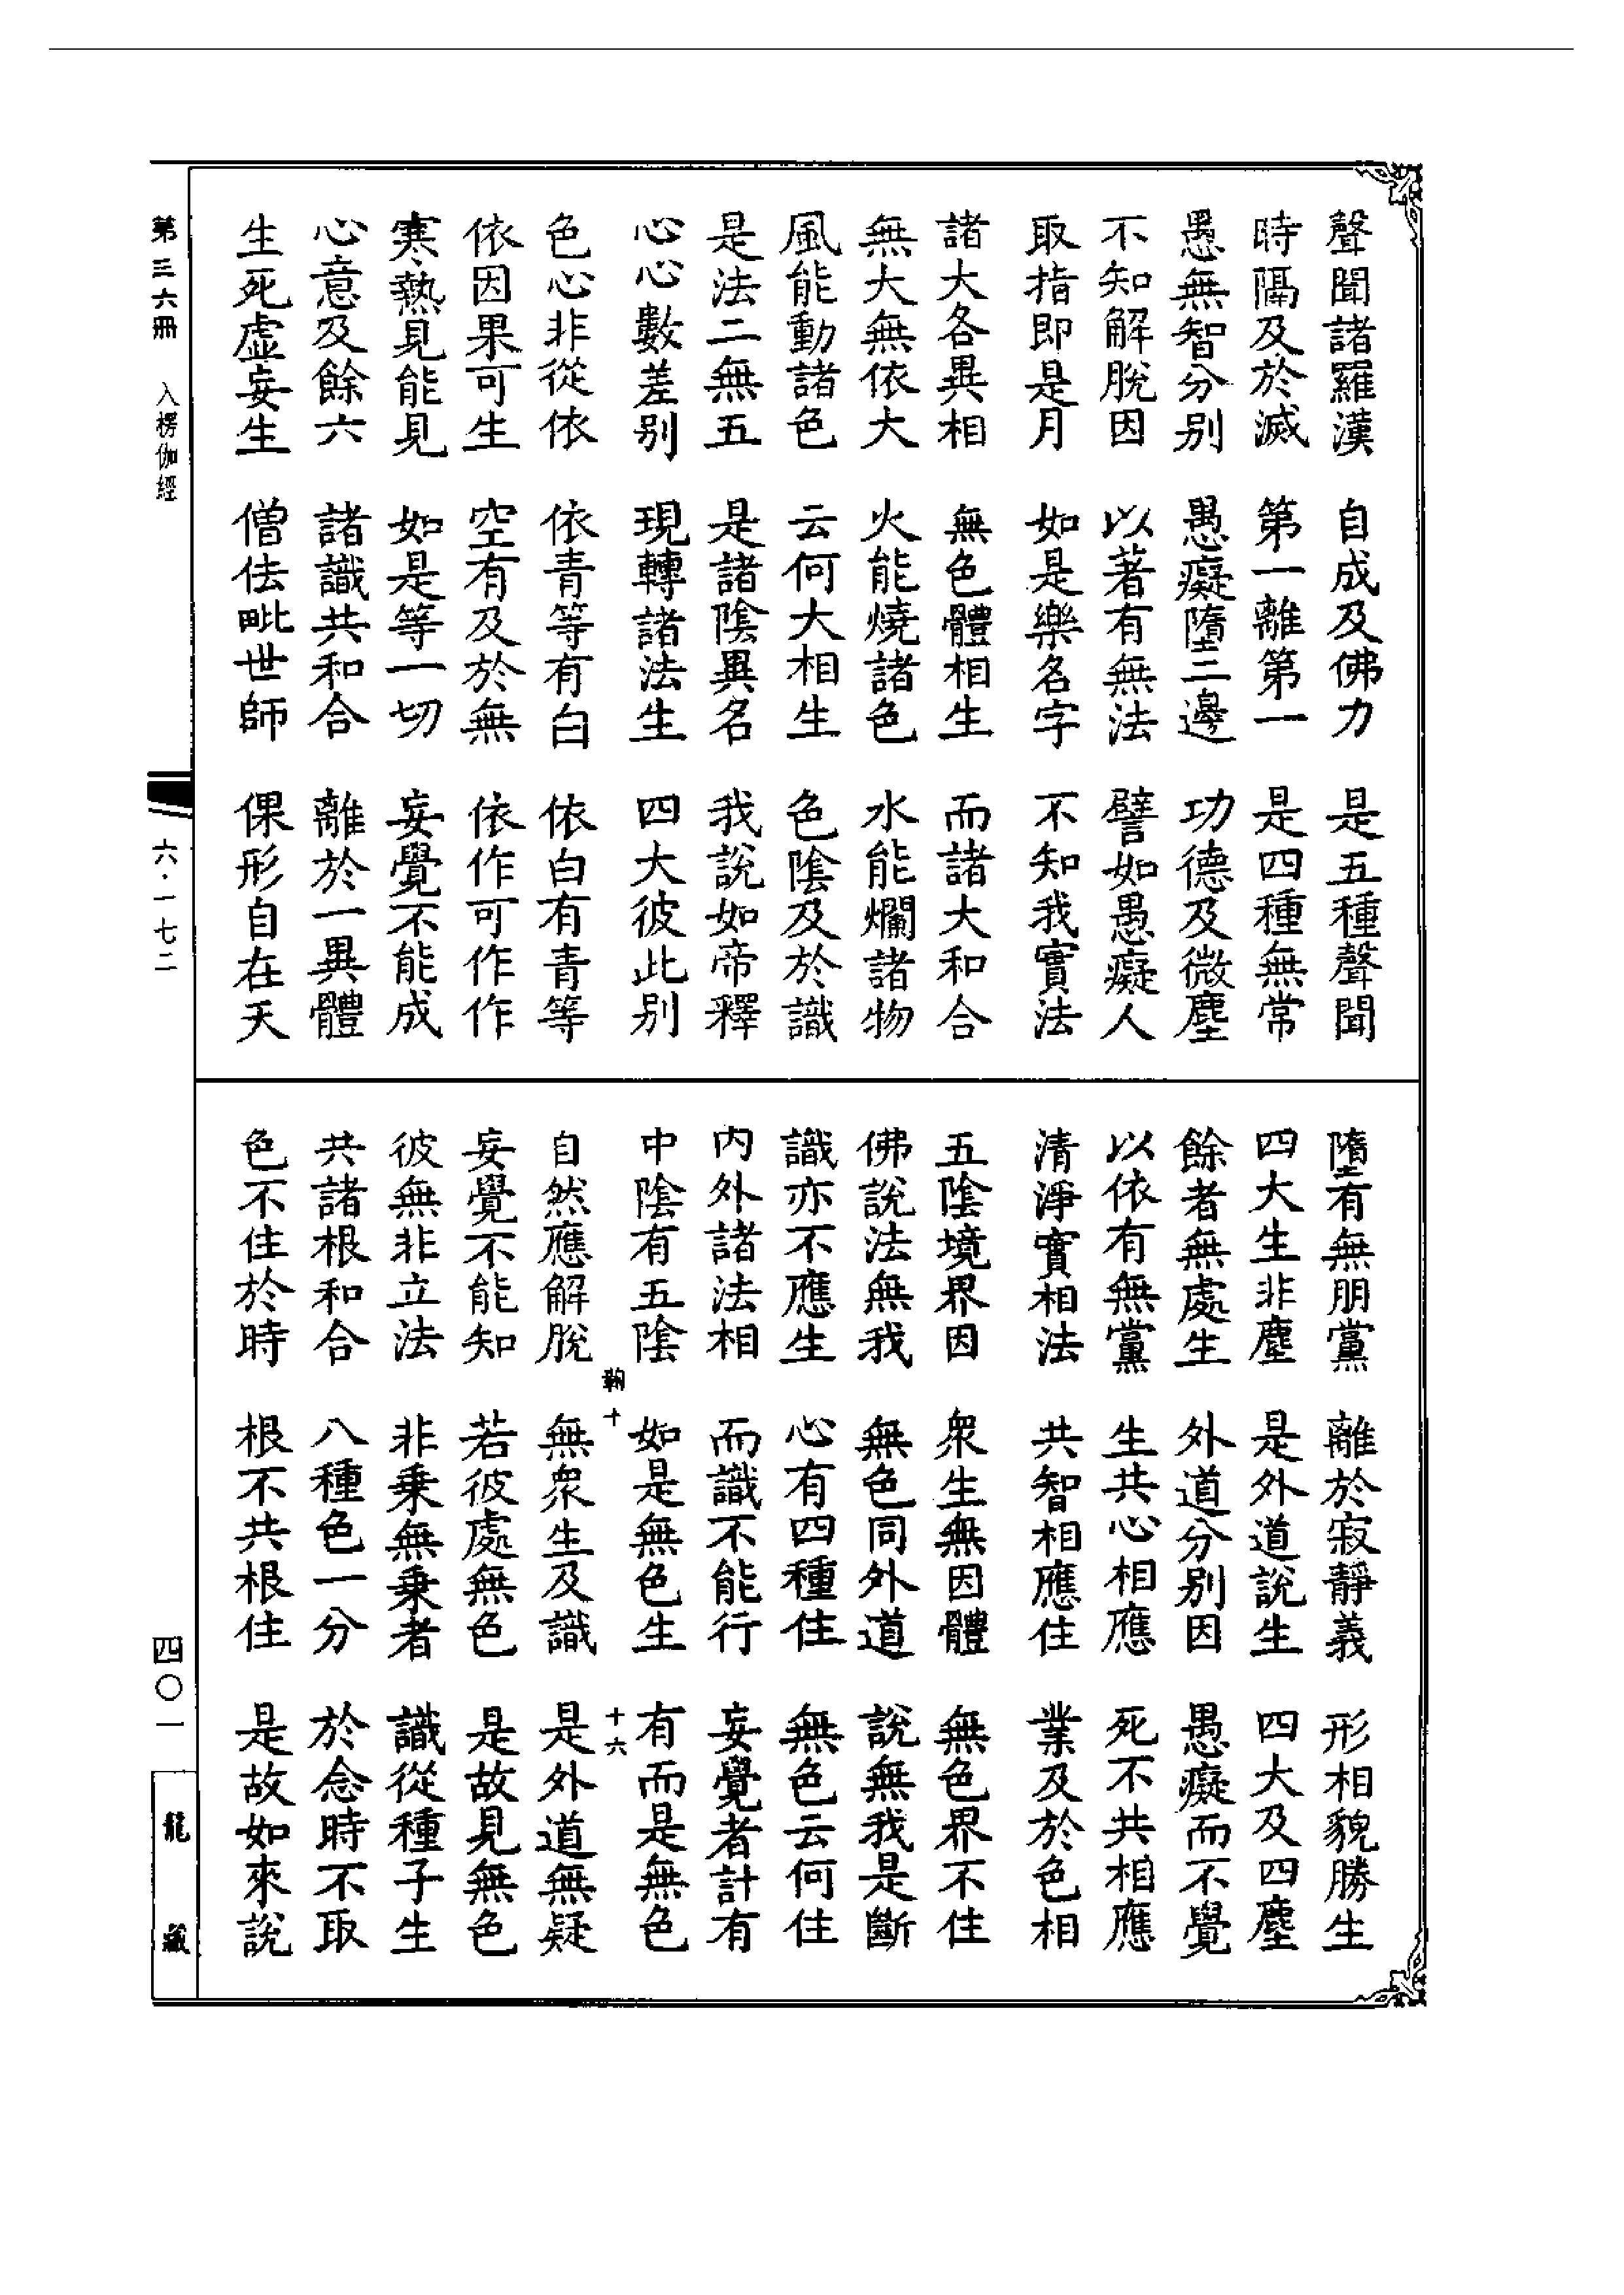 聲聞諸羅漢　自成及佛力　是五種聲聞
時隔及於滅　第一離第一　是四種無常
愚無智分別　愚癡墮二邊　功德及微塵
不知解脫因　以著有無法　譬如愚癡人
取指即是月　如是樂名字　不知我實法
諸大各異相　無色體相生　而諸大和合
無大無依大　火能燒諸色　水能爛諸物
風能動諸色　云何大相生　色陰及於識
是法二無五　是諸陰異名　我說如帝釋
心心數差別　現轉諸法生　四大彼此別
色心非從依　依青等有白　依白有青等
依因果可生　空有及於無　依作可作作
寒熱見能見　如是等一切　妄覺不能成
心意及餘六　諸識共和合　離於一異體
生死虛妄生　僧佉毗世師　倮形自在天
墮有無朋黨　離於寂靜義　形相貌勝生
四大生非塵　是外道說生　四大及四塵
餘者無處生　外道分別因　愚癡而不覺
以依有無黨　生共心相應　死不共相應
清淨實相法　共智相應住　業及於色相
五陰境界因　眾生無因體　無色界不住
佛說法無我　無色同外道　說無我是斷
識亦不應生　心有四種住　無色云何住
內外諸法相　而識不能行　妄覺者計有
中陰有五陰　如是無色生　有而是無色
鞠十　十六
自然應解脫　無眾生及識　是外道無疑
妄覺不能知　若彼處無色　是故見無色
彼無非立法　非乘無乘者　識從種子生
共諸根和合　八種色一分　於念時不取
色不住於時　根不共根住　是故如來說
第三六冊　入楞伽經
六·一七二
四〇一
龍藏